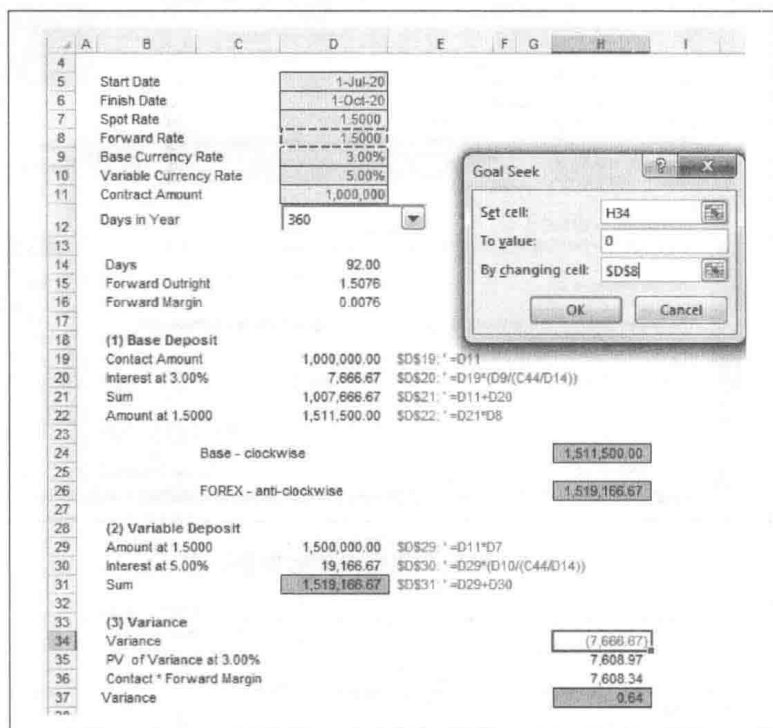 A B C D E F G H I
4
5 Start Date 1-Jul-20
6 Finish Date 1-Oct-20
7 Spot Rate 1.5000
8 Forward Rate 1.5000
9 Base Currency Rate 3.00%
10 Variable Currency Rate 5.00%
11 Contract Amount 1,000,000
12 Days in Year 360
13
14 Days 92.00
15 Forward Outright 1.5076
16 Forward Margin 0.0076
17
18 (1) Base Deposit
19 Contact Amount 1,000,000.00 $D$19: ' =D11
20 Interest at 3.00% 7,666.67 $D$20: ' =D19*(D9/(C44/D14))
21 Sum 1,007,666.67 $D$21: ' =D11+D20
22 Amount at 1.5000 1,511,500.00 $D$22: ' =D21*D8
23
24 Base - clockwise 1,511,500.00
25
26 FOREX - anti-clockwise 1,519,166.67
27
28 (2) Variable Deposit
29 Amount at 1.5000 1,500,000.00 $D$29: ' =D11*D7
30 Interest at 5.00% 19,166.67 $D$30: ' =D29*(D10/(C44/D14))
31 Sum 1,519,166.67 $D$31: ' =D29+D30
32
33 (3) Variance
34 Variance (7,666.67)
35 PV of Variance at 3.00% 7,608.97
36 Contact * Forward Margin 7,608.34
37 Variance 0.64
Goal Seek ? X
Set cell: H34
To value: 0
By changing cell: $D$8
OK Cancel